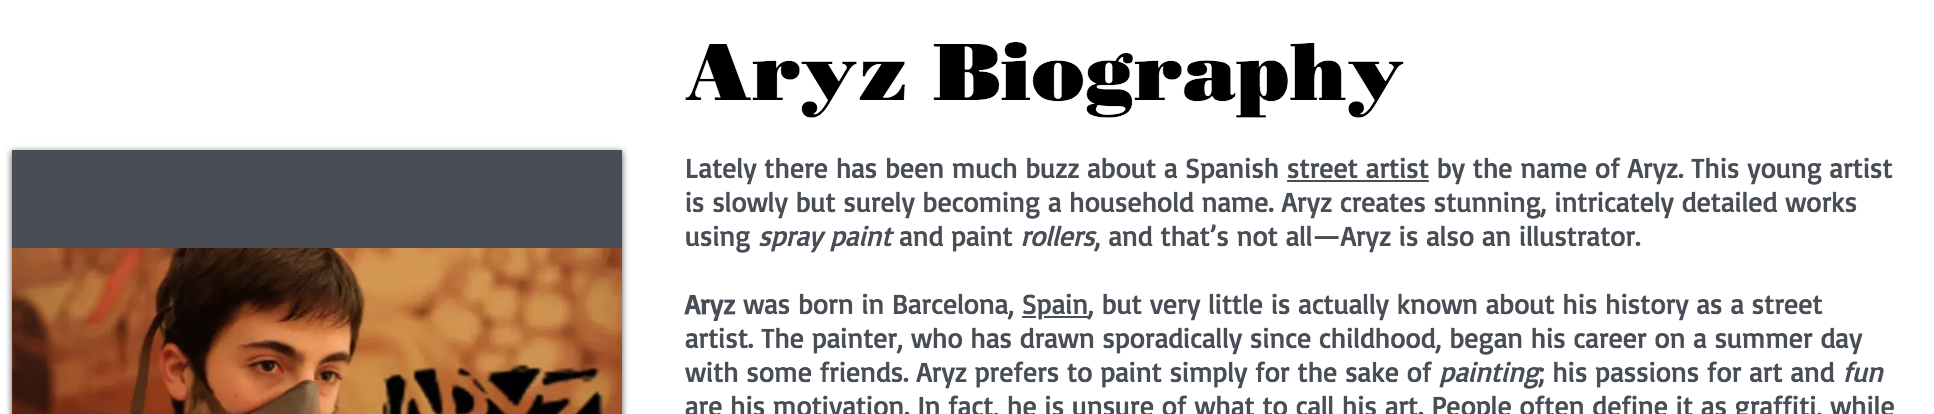 Aryz Biography
Lately there has been much buzz about a Spanish street artist by the name of Aryz. This young artist
is slowly but surely becoming a household name. Aryz creates stunning, intricately detailed works
using spray paint and paint rollers, and that’s not all—Aryz is also an illustrator.
Aryz was born in Barcelona, Spain, but very little is actually known about his history as a street
artist. The painter, who has drawn sporadically since childhood, began his career on a summer day
with some friends. Aryz prefers to paint simply for the sake of painting; his passions for art and fun
are his motivation. In fact, he is unsure of what to call his art. People often define it as graffiti, while
ARYZ